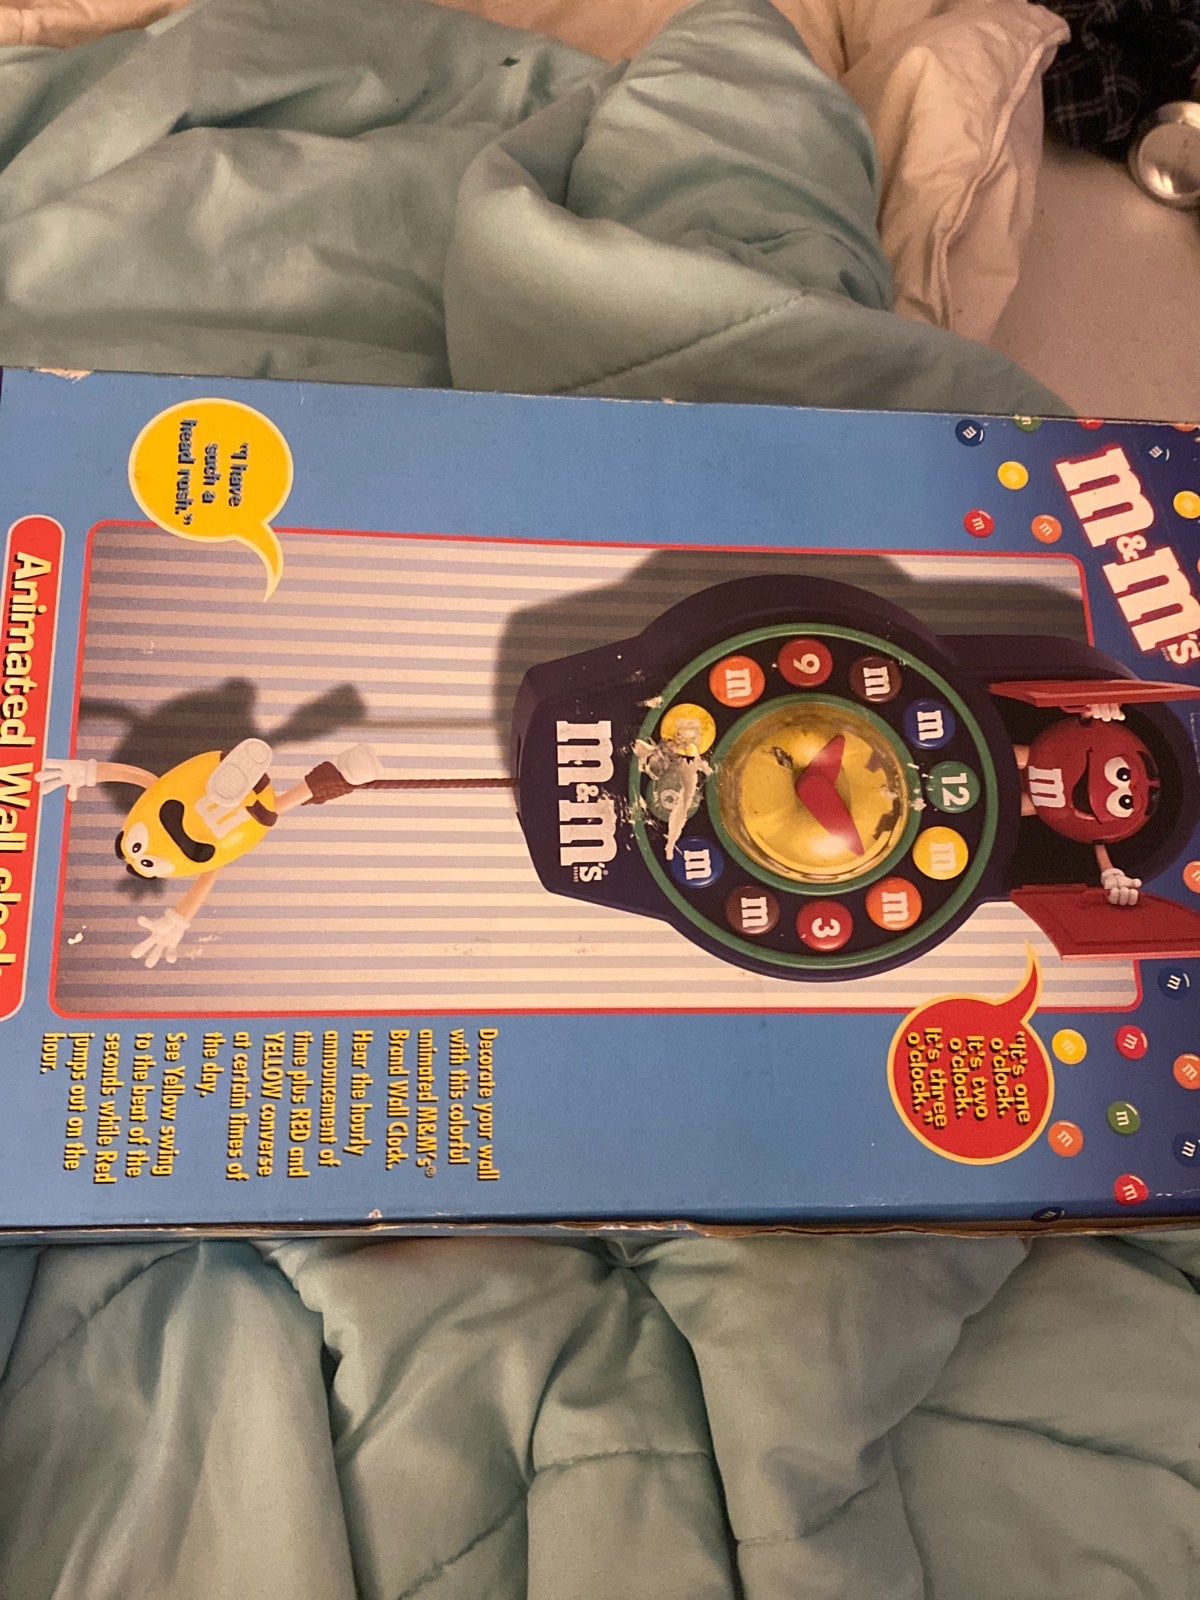 m&m's
"It's one
o'clock.
It's two
o'clock.
It's three
o'clock."
m
12
m
m
m
m
m
9
3
m
m
m
m
6
m&m's®
m
"I have
such a
head rush."
Decorate your wall
with this colorful
animated M&M's®
Brand Wall Clock.
Hear the hourly
announcement of
time plus RED and
YELLOW converse
at certain times of
the day.
See Yellow swing
to the beat of the
seconds while Red
jumps out on the
hour.
Animated Wall clock